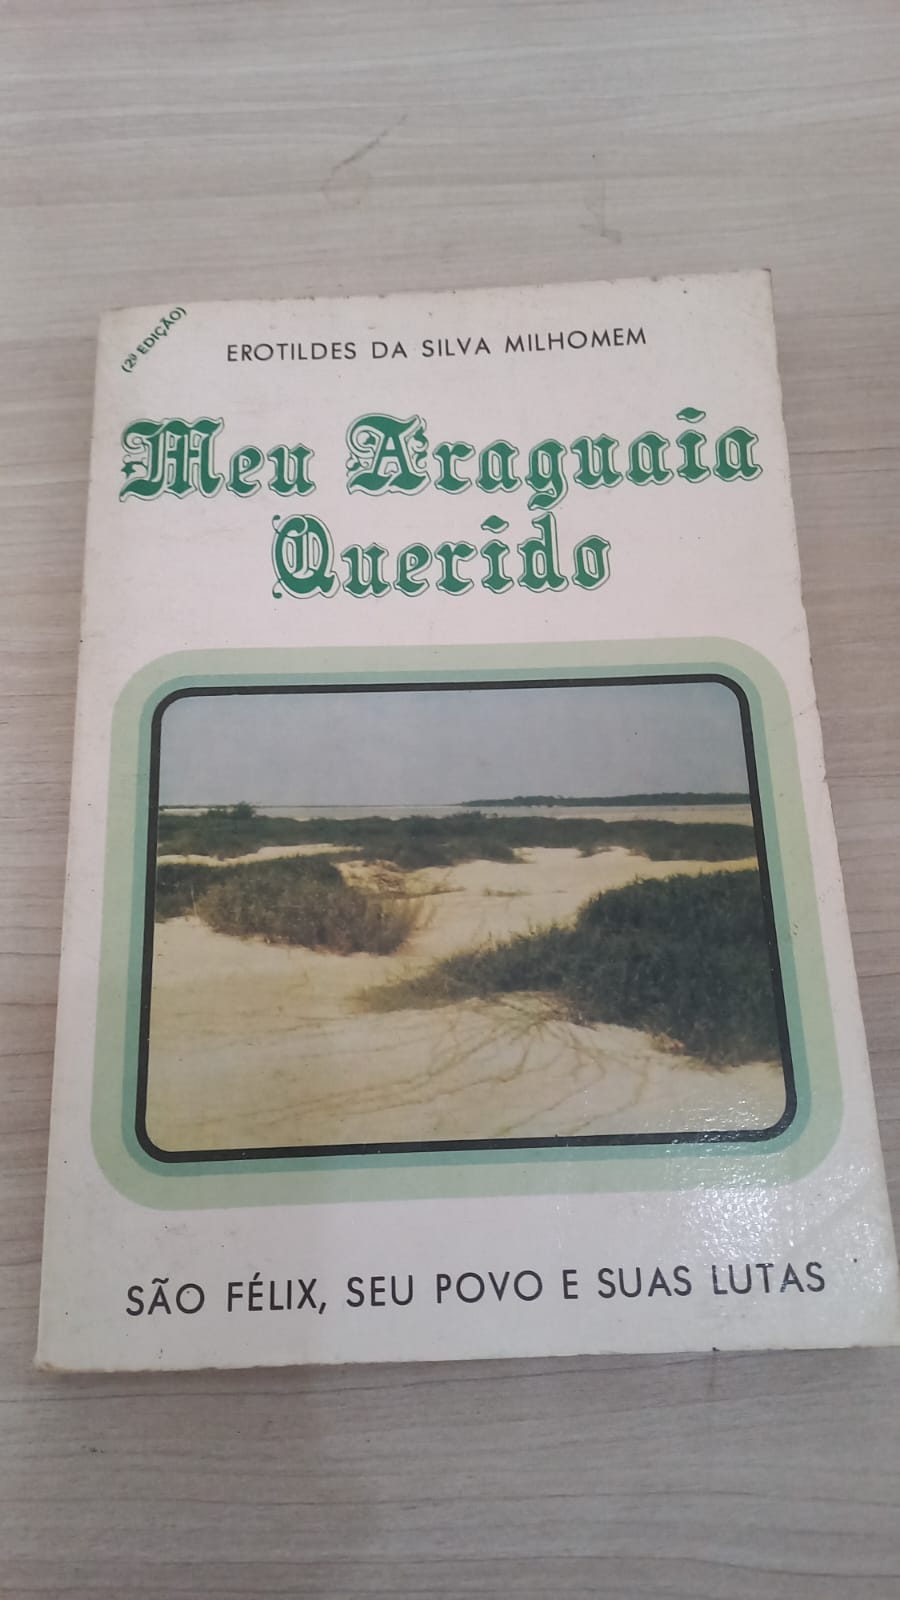 (2ª EDIÇÃO)
EROTILDES DA SILVA MILHOMEM
Meu Araguaia
Querido
SÃO FÉLIX, SEU POVO E SUAS LUTAS